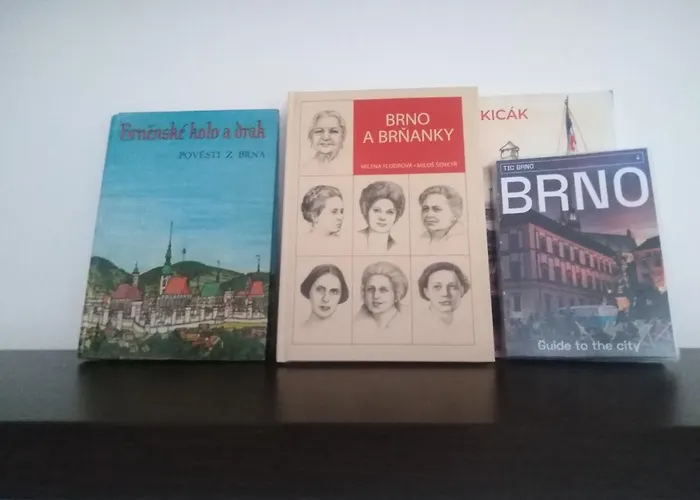 Brněnské kolo a drak
POVĚSTI Z BRNA
BRNO
A BRŇANKY
KICÁK
TIC BRNO
BRNO
Guide to the city